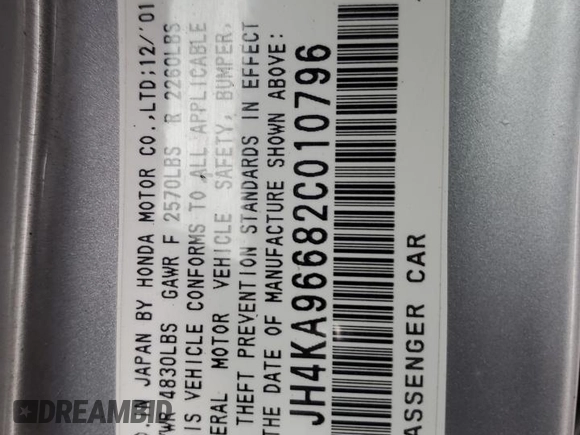 IN JAPAN BY HONDA MOTOR CO.,LTD;12/'01
4830LBS GAWR F 2570LBS R 2260LBS
IS VEHICLE CONFORMS TO ALL APPLICABLE
ERAL MOTOR VEHICLE SAFETY, BUMPER,
THEFT PREVENTION STANDARDS IN EFFECT
THE DATE OF MANUFACTURE SHOWN ABOVE:
JH4KA96682C010796
ASSENGER CAR
DREAMBID